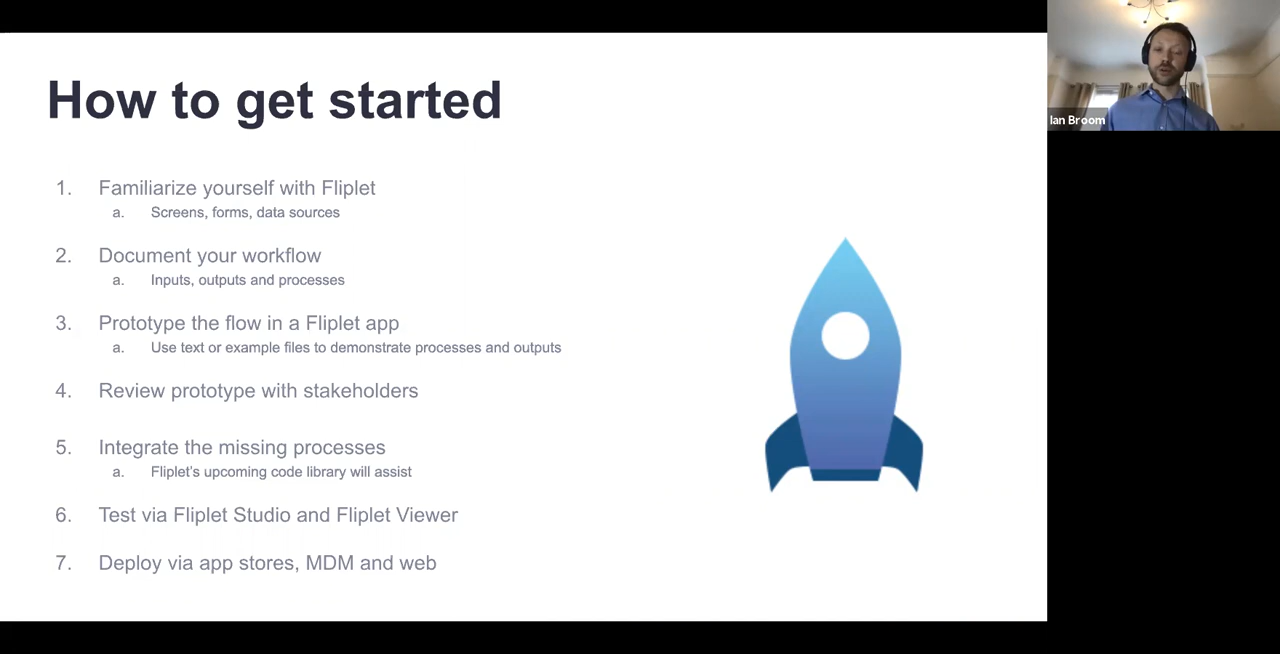 How to get started
1. Familiarize yourself with Fliplet
a. Screens, forms, data sources
2. Document your workflow
a. Inputs, outputs and processes
3. Prototype the flow in a Fliplet app
a. Use text or example files to demonstrate processes and outputs
4. Review prototype with stakeholders
5. Integrate the missing processes
a. Fliplet's upcoming code library will assist
6. Test via Fliplet Studio and Fliplet Viewer
7. Deploy via app stores, MDM and web
Ian Broom